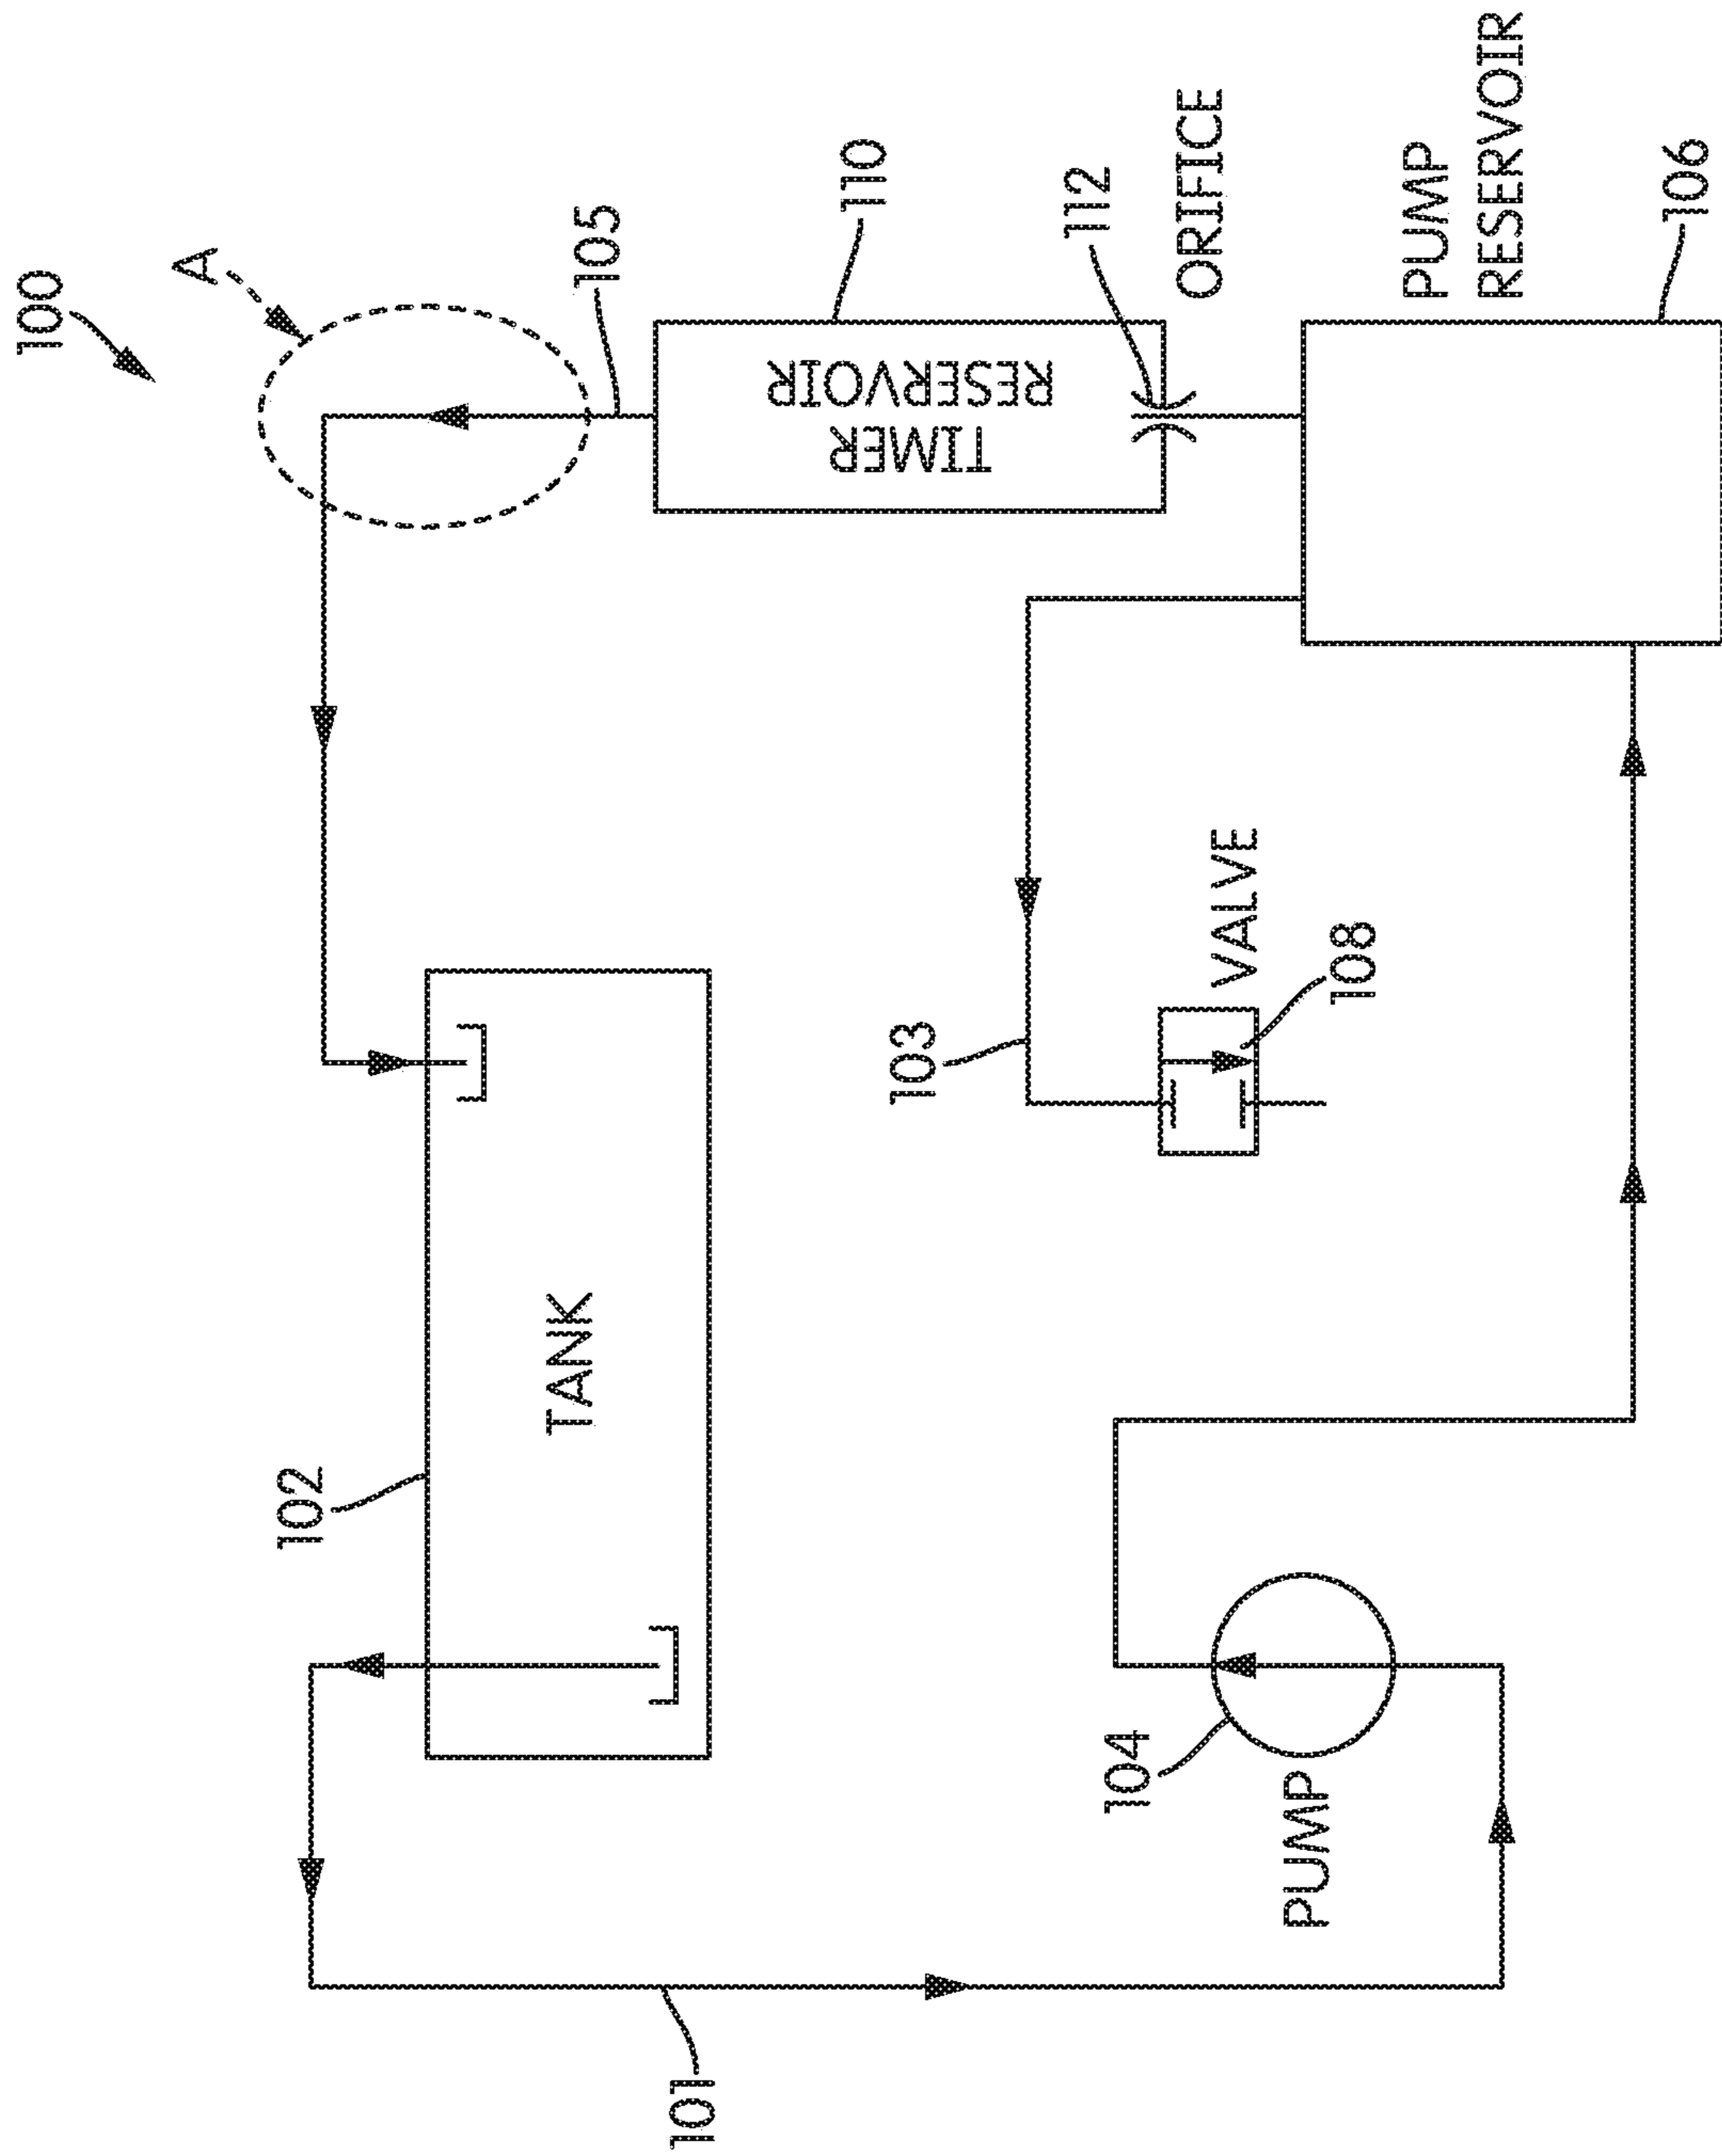 100
A
105
TIMER
RESERVOIR
110
112
ORIFICE
PUMP
RESERVOIR
106
102
TANK
103
VALVE
108
104
PUMP
101